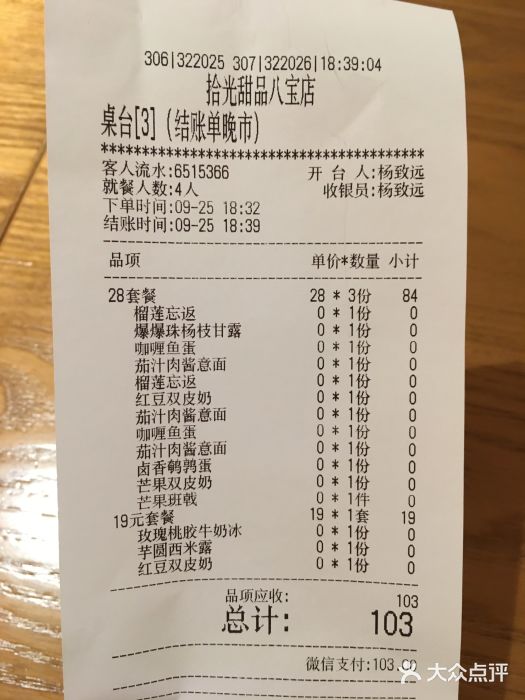 306|322025 307|322026|18:39:04
拾光甜品八宝店
桌台[3](结账单晚市)
****************************************
客人流水:6515366 开 台 人:杨致远
就餐人数:4人 收银员:杨致远
下单时间:09-25 18:32
结账时间:09-25 18:39
品项 单价*数量 小计
28套餐 28 * 3份 84
榴莲忘返 0 * 1份 0
爆爆珠杨枝甘露 0 * 1份 0
咖喱鱼蛋 0 * 1份 0
茄汁肉酱意面 0 * 1份 0
榴莲忘返 0 * 1份 0
红豆双皮奶 0 * 1份 0
茄汁肉酱意面 0 * 1份 0
咖喱鱼蛋 0 * 1份 0
茄汁肉酱意面 0 * 1份 0
卤香鹌鹑蛋 0 * 1份 0
芒果双皮奶 0 * 1份 0
芒果班戟 0 * 1件 0
19元套餐 19 * 1套 19
玫瑰桃胶牛奶冰 0 * 1份 0
芋圆西米露 0 * 1份 0
红豆双皮奶 0 * 1份 0
品项应收: 103
总计: 103
微信支付:103.00
大众点评